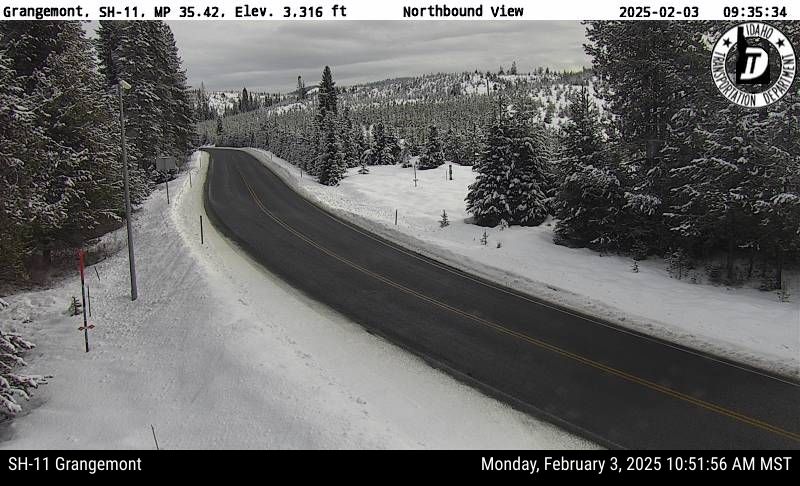 Grangemont, SH-11, MP 35.42, Elev. 3,316 ft Northbound View 2025-02-03 09:35:34
IDAHO
TRANSPORTATION DEPARTMENT
SH-11 Grangemont Monday, February 3, 2025 10:51:56 AM MST